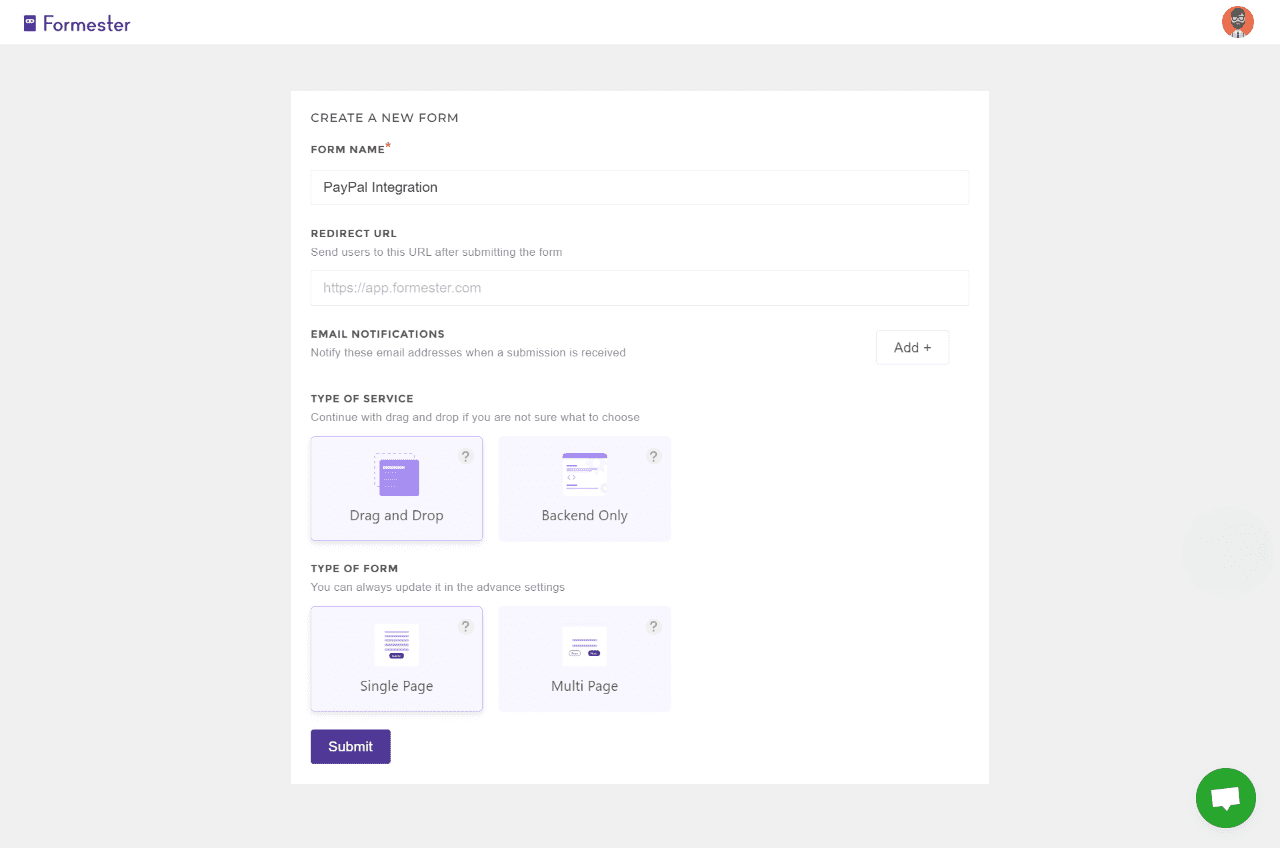 Formester
CREATE A NEW FORM
FORM NAME*
PayPal Integration
REDIRECT URL
Send users to this URL after submitting the form
https://app.formester.com
EMAIL NOTIFICATIONS
Notify these email addresses when a submission is received
Add +
TYPE OF SERVICE
Continue with drag and drop if you are not sure what to choose
?
?
Drag and Drop
Backend Only
TYPE OF FORM
You can always update it in the advance settings
?
?
Single Page
Multi Page
Submit